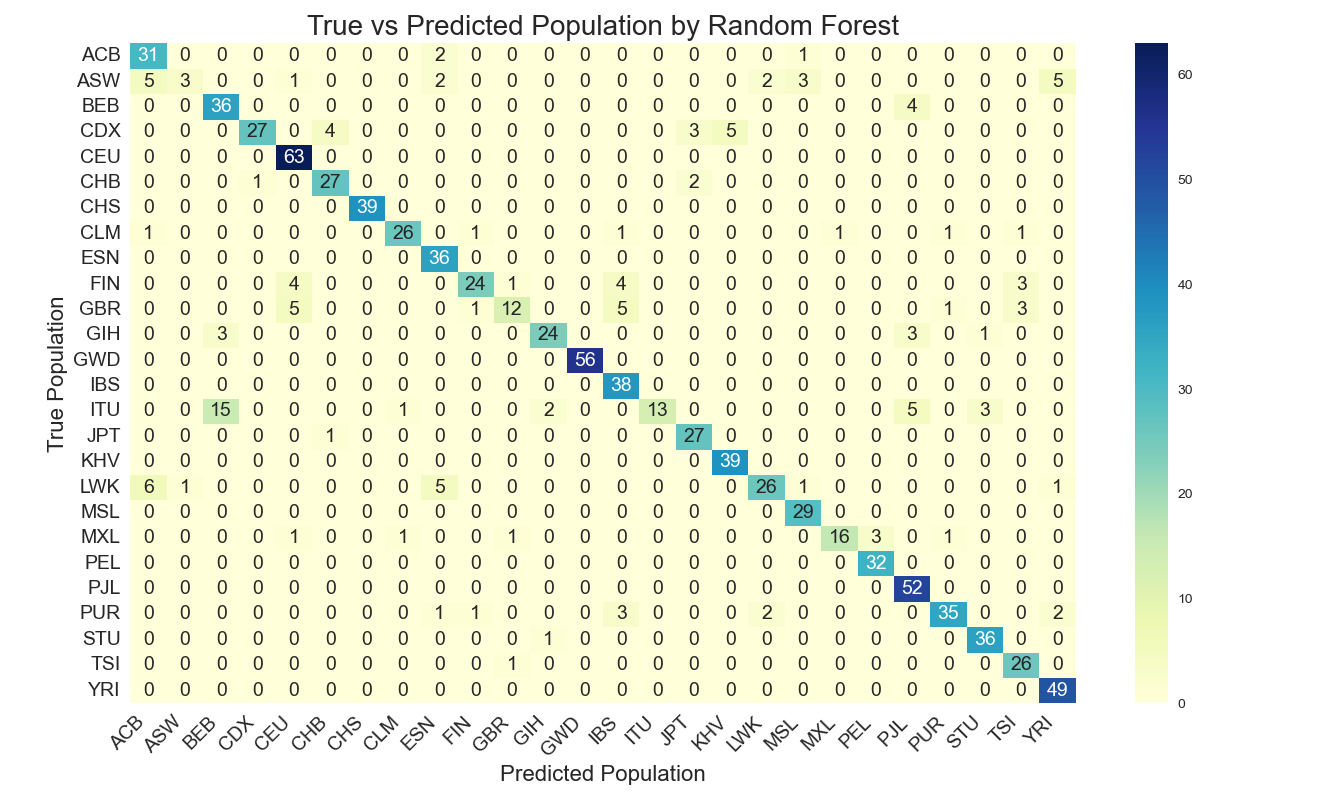 True vs Predicted Population by Random Forest
ACB 31 0 0 0 0 0 0 0 2 0 0 0 0 0 0 0 0 0 1 0 0 0 0 0 0 0
ASW 5 3 0 0 1 0 0 0 2 0 0 0 0 0 0 0 0 2 3 0 0 0 0 0 0 5
BEB 0 0 36 0 0 0 0 0 0 0 0 0 0 0 0 0 0 0 0 0 0 4 0 0 0 0
CDX 0 0 0 27 0 4 0 0 0 0 0 0 0 0 0 3 5 0 0 0 0 0 0 0 0 0
CEU 0 0 0 0 63 0 0 0 0 0 0 0 0 0 0 0 0 0 0 0 0 0 0 0 0 0
CHB 0 0 0 1 0 27 0 0 0 0 0 0 0 0 0 2 0 0 0 0 0 0 0 0 0 0
CHS 0 0 0 0 0 0 39 0 0 0 0 0 0 0 0 0 0 0 0 0 0 0 0 0 0 0
CLM 1 0 0 0 0 0 0 26 0 1 0 0 0 1 0 0 0 0 0 1 0 0 1 0 1 0
ESN 0 0 0 0 0 0 0 0 36 0 0 0 0 0 0 0 0 0 0 0 0 0 0 0 0 0
FIN 0 0 0 0 4 0 0 0 0 24 1 0 0 4 0 0 0 0 0 0 0 0 0 0 3 0
GBR 0 0 0 0 5 0 0 0 0 1 12 0 0 5 0 0 0 0 0 0 0 0 1 0 3 0
GIH 0 0 3 0 0 0 0 0 0 0 0 24 0 0 0 0 0 0 0 0 0 3 0 1 0 0
GWD 0 0 0 0 0 0 0 0 0 0 0 0 56 0 0 0 0 0 0 0 0 0 0 0 0 0
IBS 0 0 0 0 0 0 0 0 0 0 0 0 0 38 0 0 0 0 0 0 0 0 0 0 0 0
ITU 0 0 15 0 0 0 0 1 0 0 0 2 0 0 13 0 0 0 0 0 0 5 0 3 0 0
JPT 0 0 0 0 0 1 0 0 0 0 0 0 0 0 0 27 0 0 0 0 0 0 0 0 0 0
KHV 0 0 0 0 0 0 0 0 0 0 0 0 0 0 0 0 39 0 0 0 0 0 0 0 0 0
LWK 6 1 0 0 0 0 0 0 5 0 0 0 0 0 0 0 0 26 1 0 0 0 0 0 0 1
MSL 0 0 0 0 0 0 0 0 0 0 0 0 0 0 0 0 0 0 29 0 0 0 0 0 0 0
MXL 0 0 0 0 1 0 0 1 0 0 1 0 0 0 0 0 0 0 0 16 3 0 1 0 0 0
PEL 0 0 0 0 0 0 0 0 0 0 0 0 0 0 0 0 0 0 0 0 32 0 0 0 0 0
PJL 0 0 0 0 0 0 0 0 0 0 0 0 0 0 0 0 0 0 0 0 0 52 0 0 0 0
PUR 0 0 0 0 0 0 0 0 1 1 0 0 0 3 0 0 0 2 0 0 0 0 35 0 0 2
STU 0 0 0 0 0 0 0 0 0 0 0 1 0 0 0 0 0 0 0 0 0 0 0 36 0 0
TSI 0 0 0 0 0 0 0 0 0 0 1 0 0 0 0 0 0 0 0 0 0 0 0 0 26 0
YRI 0 0 0 0 0 0 0 0 0 0 0 0 0 0 0 0 0 0 0 0 0 0 0 0 0 49
ACB ASW BEB CDX CEU CHB CHS CLM ESN FIN GBR GIH GWD IBS ITU JPT KHV LWK MSL MXL PEL PJL PUR STU TSI YRI
Predicted Population
True Population
60
50
40
30
20
10
0